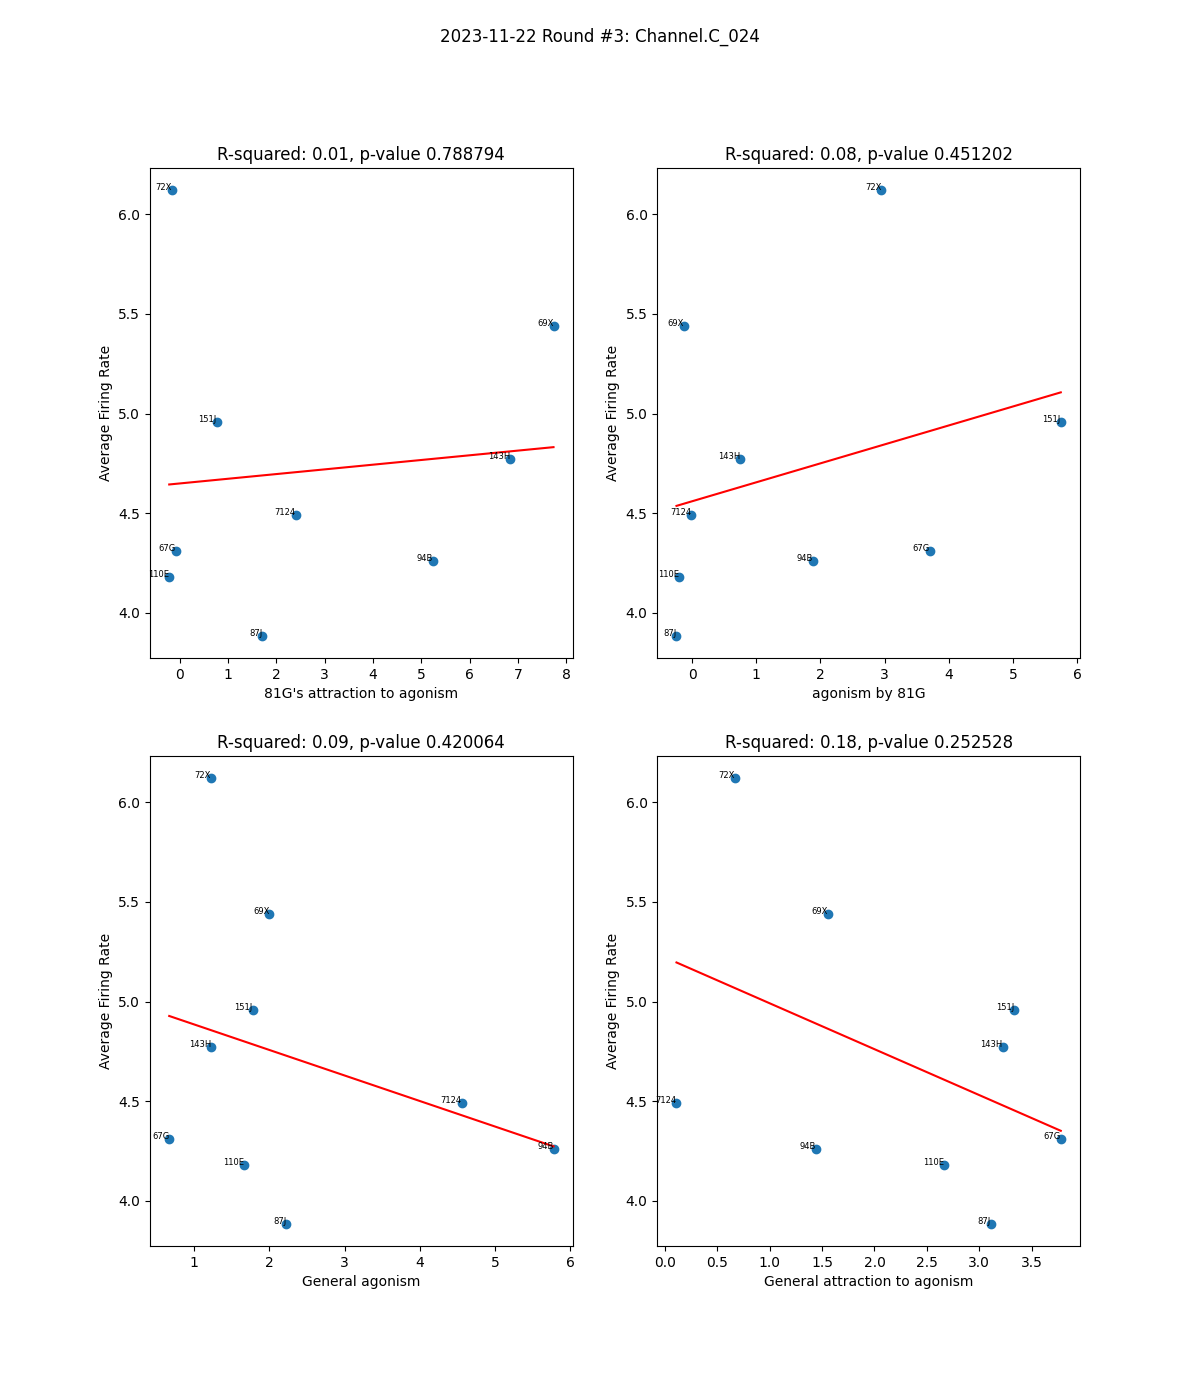 2023-11-22 Round #3: Channel.C_024
R-squared: 0.01, p-value 0.788794
72X
69X
151J
143H
7124
67G
94B
110E
87J
6.0
5.5
5.0
4.5
4.0
Average Firing Rate
0 1 2 3 4 5 6 7 8
81G's attraction to agonism
R-squared: 0.08, p-value 0.451202
72X
69X
151J
143H
7124
67G
94B
110E
87J
6.0
5.5
5.0
4.5
4.0
Average Firing Rate
0 1 2 3 4 5 6
agonism by 81G
R-squared: 0.09, p-value 0.420064
72X
69X
151J
143H
7124
67G
94B
110E
87J
6.0
5.5
5.0
4.5
4.0
Average Firing Rate
1 2 3 4 5 6
General agonism
R-squared: 0.18, p-value 0.252528
72X
69X
151J
143H
7124
67G
94B
110E
87J
6.0
5.5
5.0
4.5
4.0
Average Firing Rate
0.0 0.5 1.0 1.5 2.0 2.5 3.0 3.5
General attraction to agonism